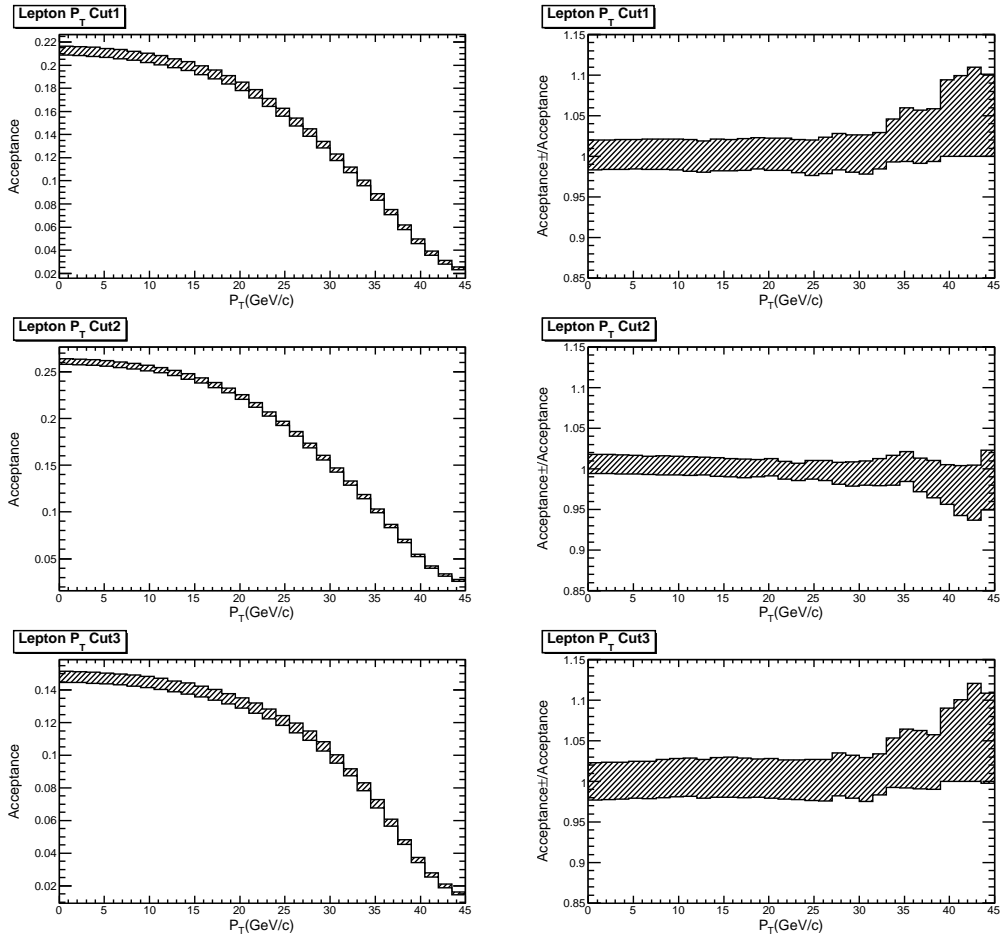 Lepton P_T Cut1
Acceptance
0.22
0.2
0.18
0.16
0.14
0.12
0.1
0.08
0.06
0.04
0.02
0 5 10 15 20 25 30 35 40 45
P_T(GeV/c)
Lepton P_T Cut1
Acceptance±/Acceptance
1.15
1.1
1.05
1
0.95
0.9
0.85
0 5 10 15 20 25 30 35 40 45
P_T(GeV/c)
Lepton P_T Cut2
Acceptance
0.25
0.2
0.15
0.1
0.05
0 5 10 15 20 25 30 35 40 45
P_T(GeV/c)
Lepton P_T Cut2
Acceptance±/Acceptance
1.15
1.1
1.05
1
0.95
0.9
0.85
0 5 10 15 20 25 30 35 40 45
P_T(GeV/c)
Lepton P_T Cut3
Acceptance
0.14
0.12
0.1
0.08
0.06
0.04
0.02
0 5 10 15 20 25 30 35 40 45
P_T(GeV/c)
Lepton P_T Cut3
Acceptance±/Acceptance
1.15
1.1
1.05
1
0.95
0.9
0.85
0 5 10 15 20 25 30 35 40 45
P_T(GeV/c)